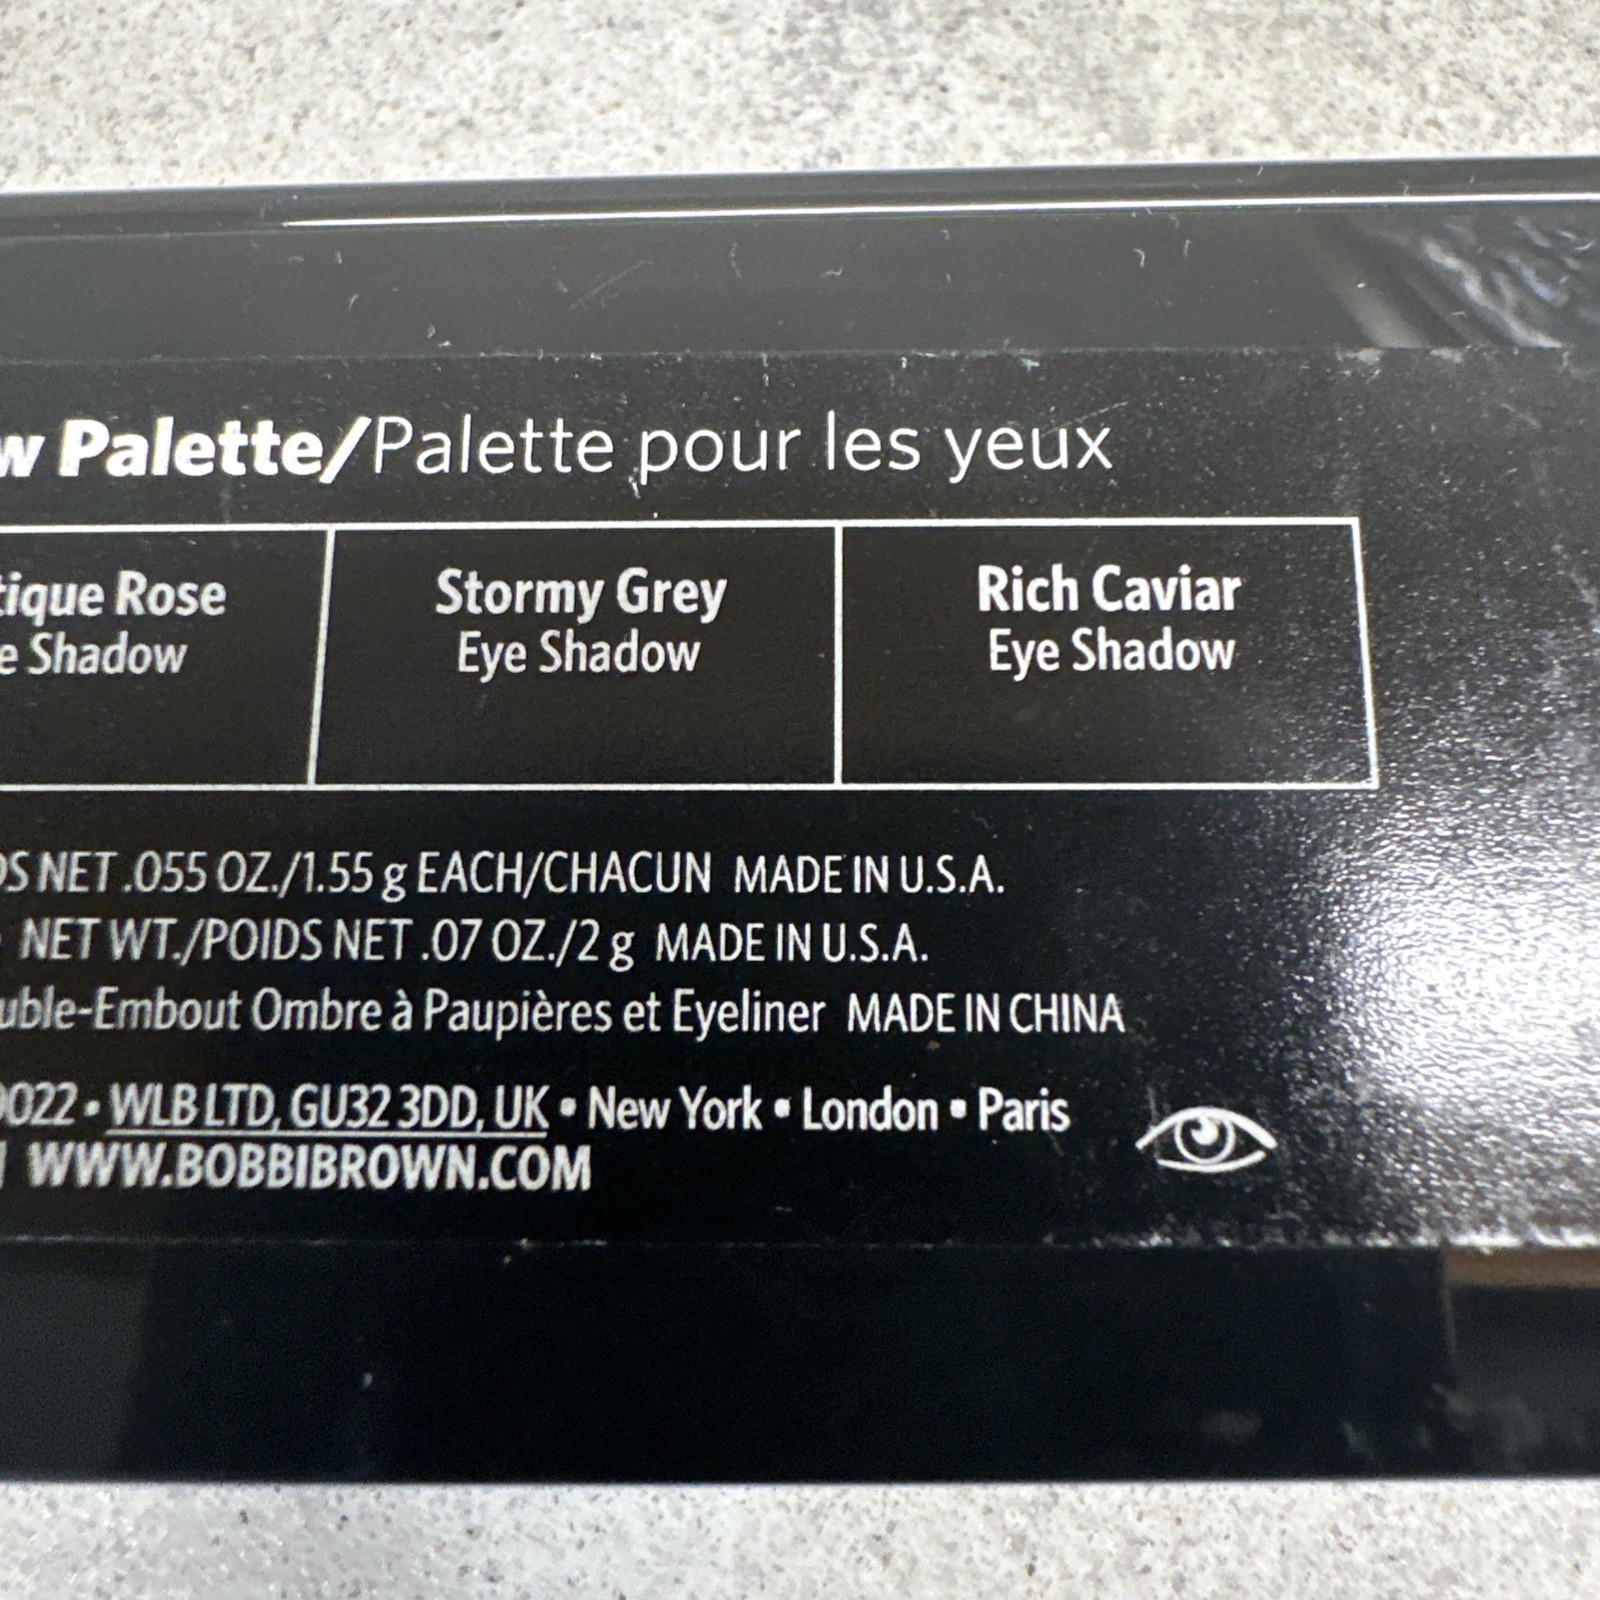 w Palette/Palette pour les yeux
tique Rose
e Shadow
Stormy Grey
Eye Shadow
Rich Caviar
Eye Shadow
DS NET .055 OZ./1.55 g EACH/CHACUN MADE IN U.S.A.
NET WT./POIDS NET .07 OZ./2 g MADE IN U.S.A.
uble-Embout Ombre à Paupières et Eyeliner MADE IN CHINA
0022 • WLB LTD, GU32 3DD, UK • New York • London • Paris
WWW.BOBBIBROWN.COM